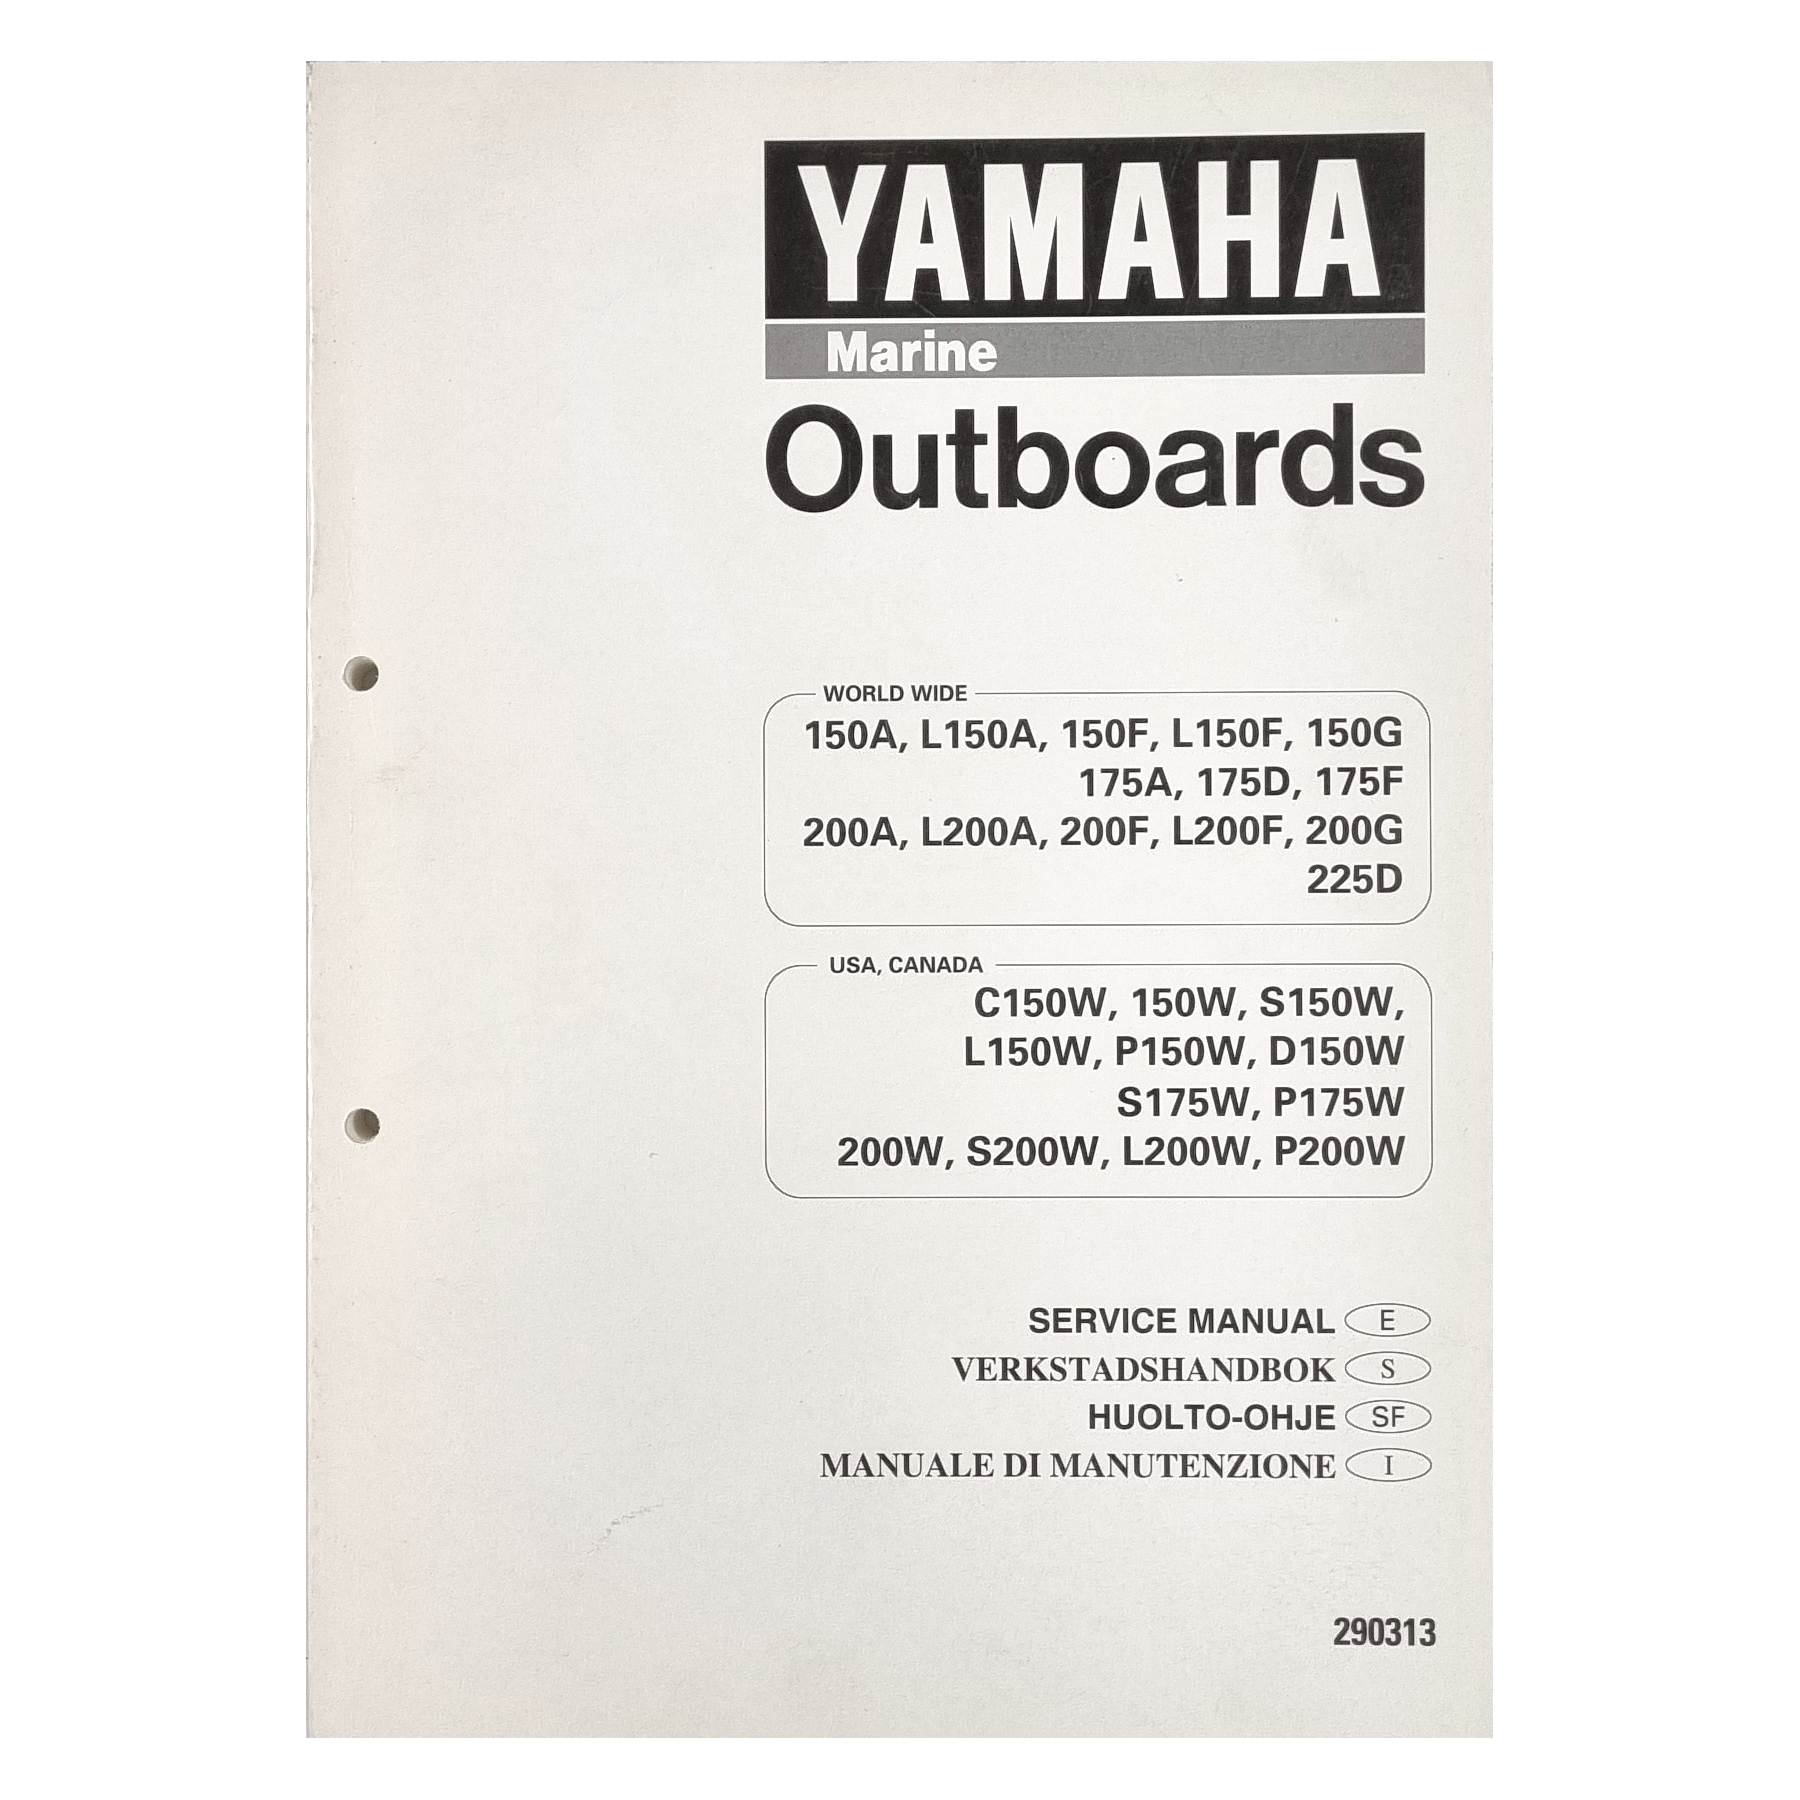 YAMAHA
Marine
Outboards
WORLD WIDE
150A, L150A, 150F, L150F, 150G
175A, 175D, 175F
200A, L200A, 200F, L200F, 200G
225D
USA, CANADA
C150W, 150W, S150W,
L150W, P150W, D150W
S175W, P175W
200W, S200W, L200W, P200W
SERVICE MANUAL E
VERKSTADSHANDBOK S
HUOLTO-OHJE SF
MANUALE DI MANUTENZIONE I
290313